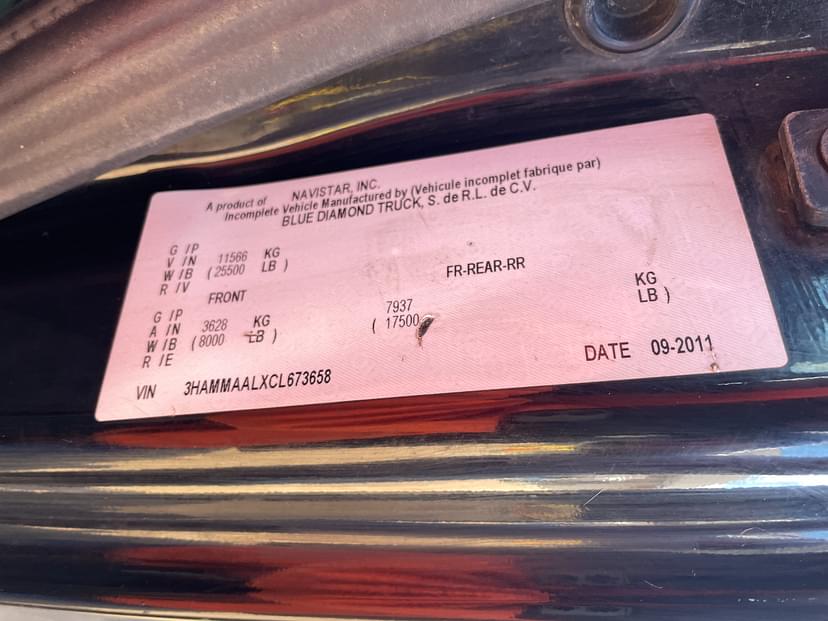 A product of NAVISTAR, INC.
Incomplete Vehicle Manufactured by (Vehicule incomplet fabrique par)
BLUE DIAMOND TRUCK, S. de R.L. de C.V.
G /P
V /N 11566 KG
W /B ( 25500 LB )
R /V
FRONT FR-REAR-RR
G /P
A /N 3628 KG 7937 KG
W /B ( 8000 LB ) ( 17500 LB )
R /E
VIN 3HAMMAALXCL673658 DATE 09-2011